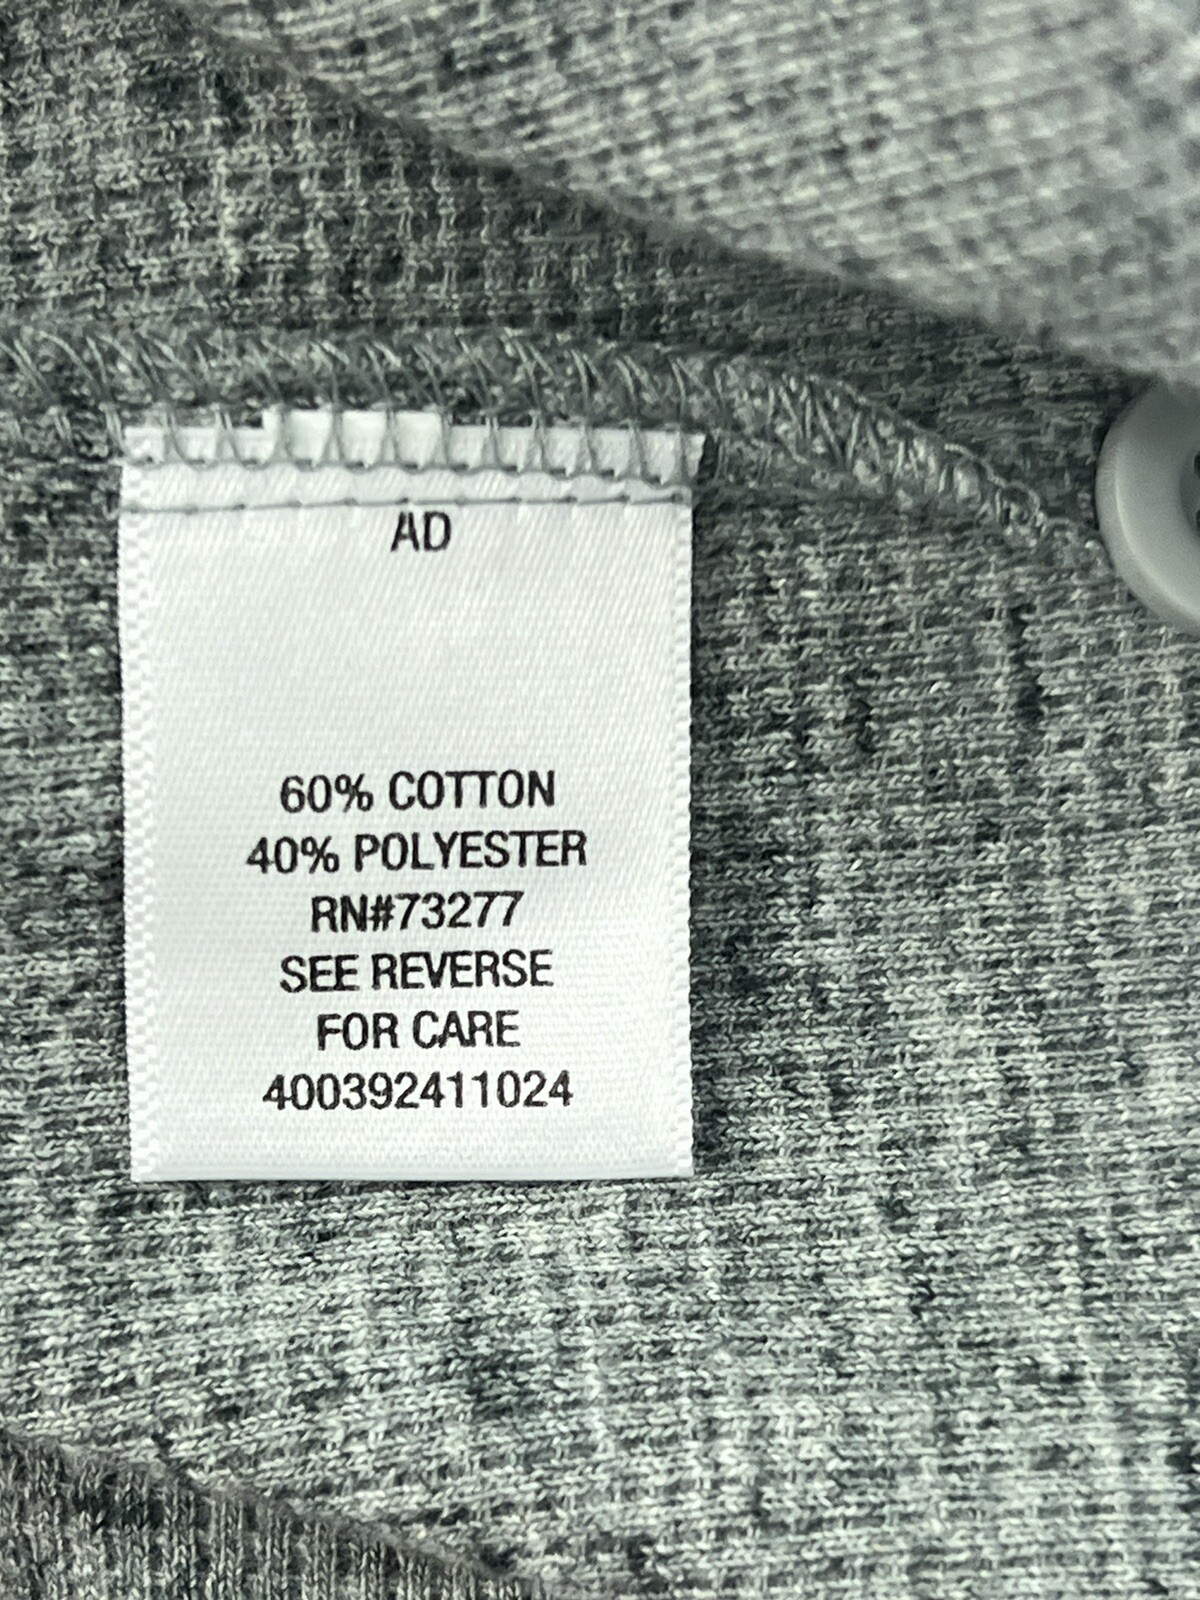 AD
60% COTTON
40% POLYESTER
RN#73277
SEE REVERSE
FOR CARE
400392411024